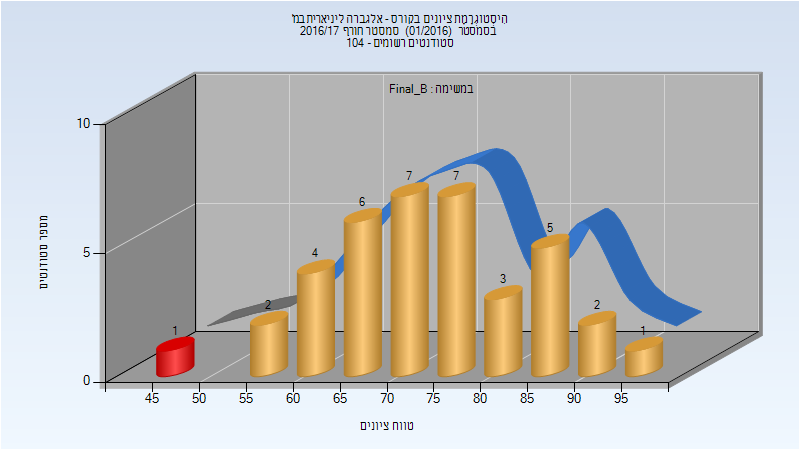 היסטוגרמת ציונים בקורס - אלגברה ליניארית במ'
בסמסטר (01/2016) סמסטר חורף 2016/17
סטודנטים רשומים - 104
במשימה : Final_B
מספר סטודנטים
10
5
0
1
2
4
6
7
7
3
5
2
1
45 50 55 60 65 70 75 80 85 90 95
טווח ציונים